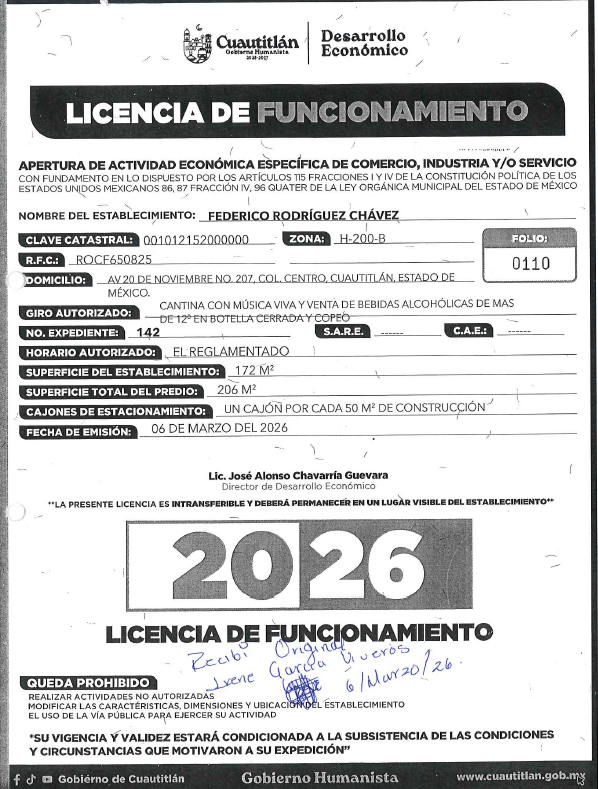 Cuautitlán
Gobierno Humanista
2025-2027
Desarrollo
Económico
LICENCIA DE FUNCIONAMIENTO
APERTURA DE ACTIVIDAD ECONÓMICA ESPECÍFICA DE COMERCIO, INDUSTRIA Y/O SERVICIO
CON FUNDAMENTO EN LO DISPUESTO POR LOS ARTÍCULOS 115 FRACCIONES I Y IV DE LA CONSTITUCIÓN POLÍTICA DE LOS
ESTADOS UNIDOS MEXICANOS 86, 87 FRACCIÓN IV, 96 QUATER DE LA LEY ORGÁNICA MUNICIPAL DEL ESTADO DE MÉXICO
NOMBRE DEL ESTABLECIMIENTO: FEDERICO RODRÍGUEZ CHÁVEZ
CLAVE CATASTRAL: 001012152000000 ZONA: H-200-B
FOLIO:
0110
R.F.C.: ROCF650825
DOMICILIO: AV 20 DE NOVIEMBRE NO. 207, COL. CENTRO, CUAUTITLÁN, ESTADO DE
MÉXICO.
GIRO AUTORIZADO: CANTINA CON MÚSICA VIVA Y VENTA DE BEBIDAS ALCOHÓLICAS DE MAS
DE 12º EN BOTELLA CERRADA Y COPEO
NO. EXPEDIENTE: 142 S.A.R.E. ------ C.A.E.: ------
HORARIO AUTORIZADO: EL REGLAMENTADO
SUPERFICIE DEL ESTABLECIMIENTO: 172 M²
SUPERFICIE TOTAL DEL PREDIO: 206 M²
CAJONES DE ESTACIONAMIENTO: UN CAJÓN POR CADA 50 M² DE CONSTRUCCIÓN
FECHA DE EMISIÓN: 06 DE MARZO DEL 2026
Lic. José Alonso Chavarría Guevara
Director de Desarrollo Económico
"LA PRESENTE LICENCIA ES INTRANSFERIBLE Y DEBERÁ PERMANECER EN UN LUGAR VISIBLE DEL ESTABLECIMIENTO"
2026
LICENCIA DE FUNCIONAMIENTO
Recibí Original
Irene García Viveros
6/Marzo/26.
QUEDA PROHIBIDO
REALIZAR ACTIVIDADES NO AUTORIZADAS
MODIFICAR LAS CARACTERÍSTICAS, DIMENSIONES Y UBICACIÓN DEL ESTABLECIMIENTO
EL USO DE LA VÍA PÚBLICA PARA EJERCER SU ACTIVIDAD
"SU VIGENCIA Y VALIDEZ ESTARÁ CONDICIONADA A LA SUBSISTENCIA DE LAS CONDICIONES
Y CIRCUNSTANCIAS QUE MOTIVARON A SU EXPEDICIÓN"
Gobierno de Cuautitlán
Gobierno Humanista
www.cuautitlan.gob.mx